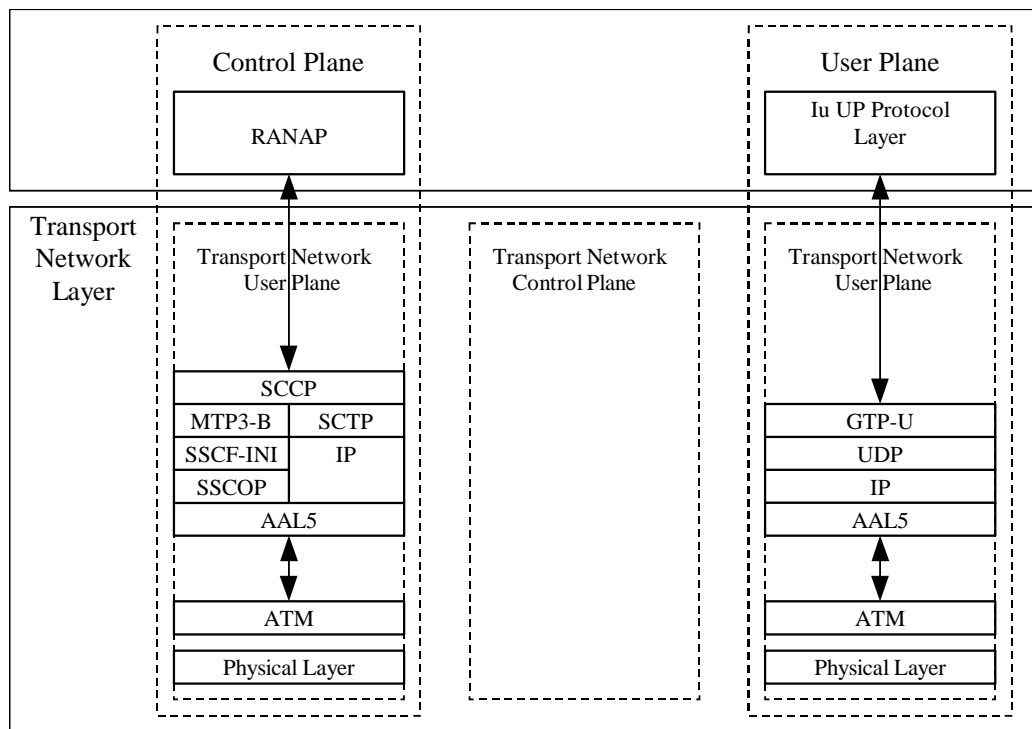 Control Plane
User Plane
RANAP
Iu UP Protocol
Layer
Transport
Network
Layer
Transport Network
User Plane
Transport Network
Control Plane
Transport Network
User Plane
SCCP
MTP3-B
SCTP
SSCF-INI
IP
SSCOP
AAL5
ATM
Physical Layer
GTP-U
UDP
IP
AAL5
ATM
Physical Layer